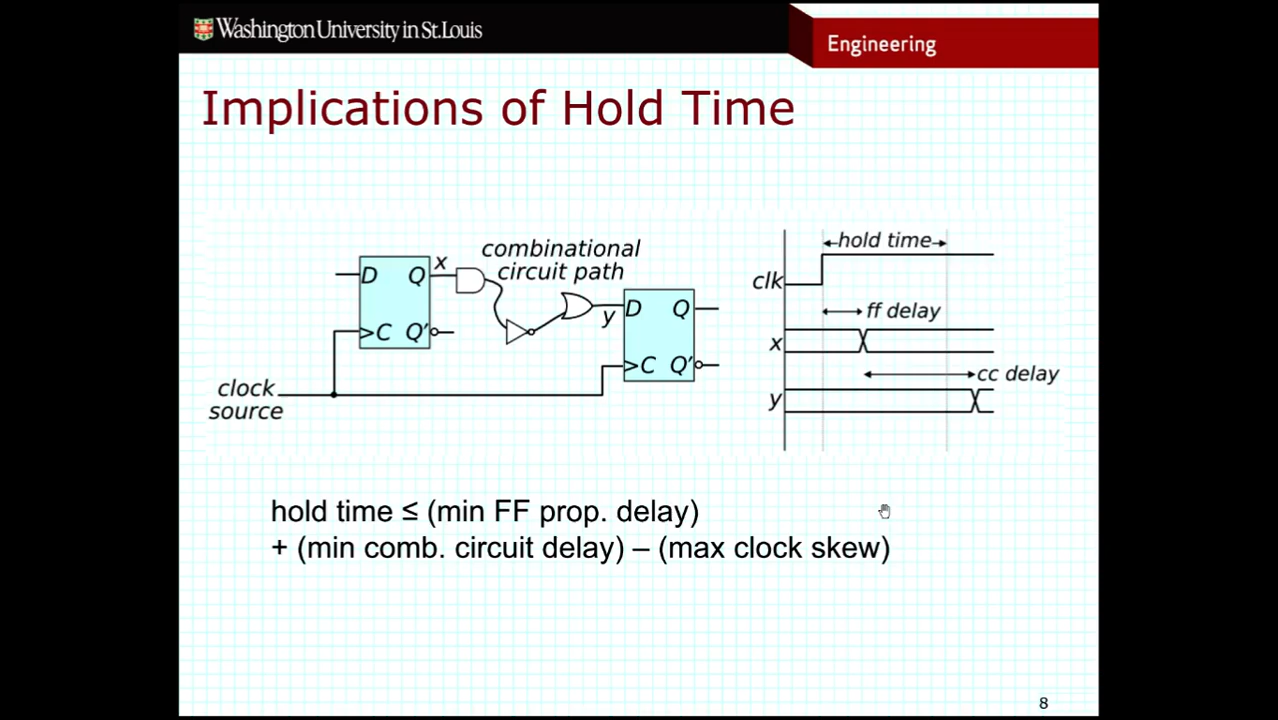 Washington University in St.Louis
Engineering
Implications of Hold Time
combinational
circuit path
x
D Q
>C Q'
y
D Q
>C Q'
clock
source
hold time
clk
ff delay
x
cc delay
y
hold time ≤ (min FF prop. delay)
+ (min comb. circuit delay) – (max clock skew)
8